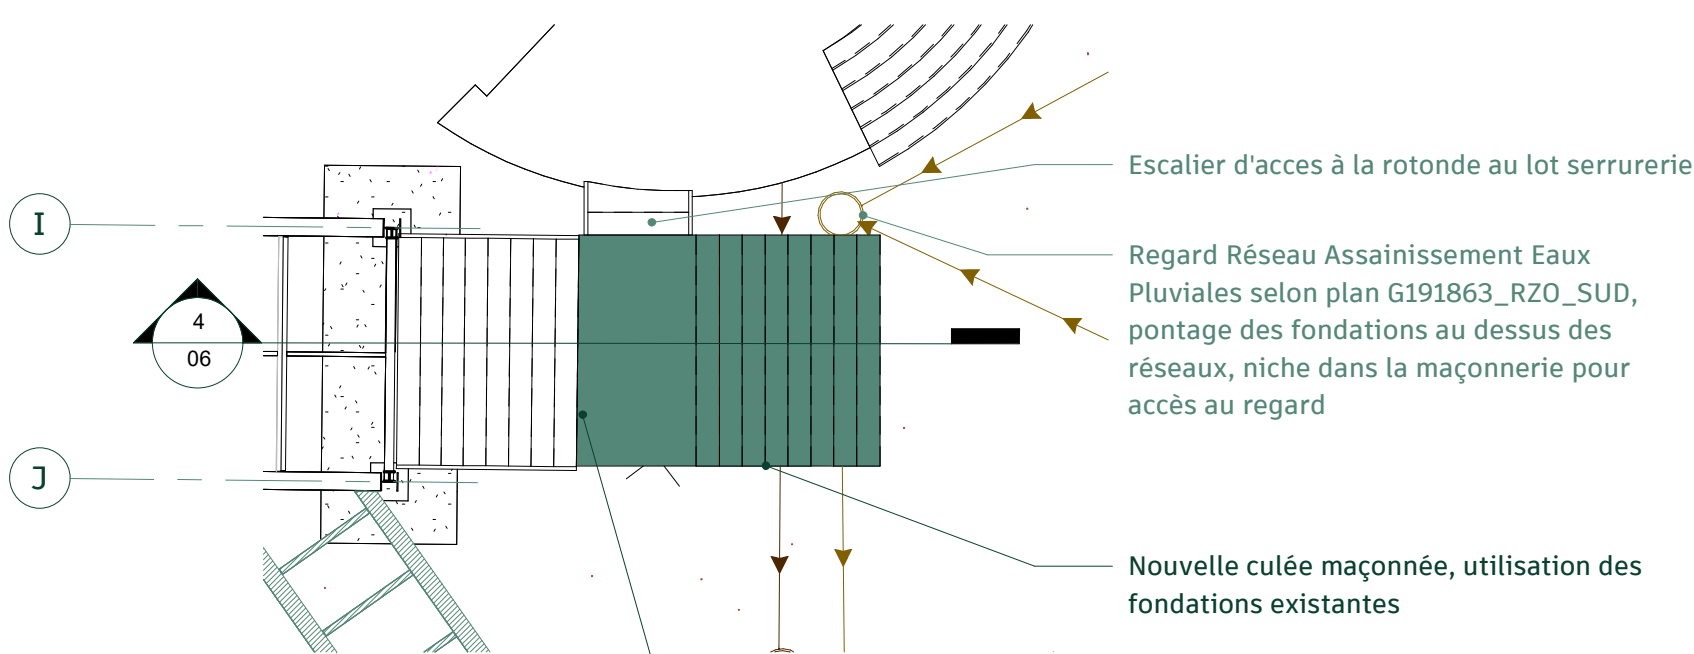 Escalier d'acces à la rotonde au lot serrurerie
I
Regard Réseau Assainissement Eaux
Pluviales selon plan G191863_RZO_SUD,
pontage des fondations au dessus des
réseaux, niche dans la maçonnerie pour
accès au regard
4
06
J
Nouvelle culée maçonnée, utilisation des
fondations existantes